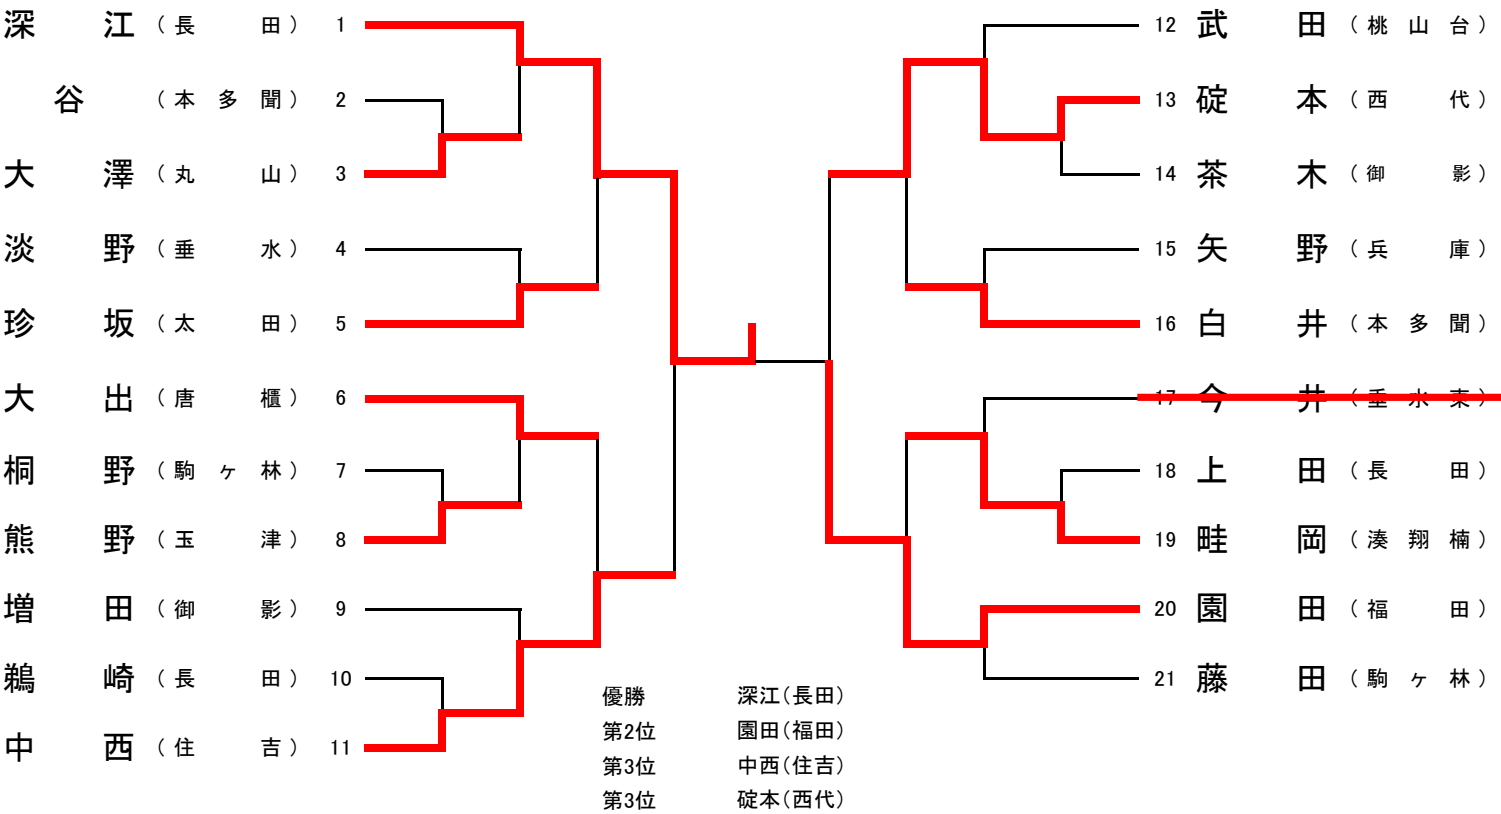 深江（長田） 1
谷（本多聞） 2
大澤（丸山） 3
淡野（垂水） 4
珍坂（太田） 5
大出（唐櫃） 6
桐野（駒ヶ林） 7
熊野（玉津） 8
増田（御影） 9
鵜崎（長田） 10
中西（住吉） 11
12 武田（桃山台）
13 碇本（西代）
14 茶木（御影）
15 矢野（兵庫）
16 白井（本多聞）
17 今井（垂水東）
18 上田（長田）
19 畦岡（湊翔楠）
20 園田（福田）
21 藤田（駒ヶ林）
優勝 深江（長田）
第2位 園田（福田）
第3位 中西（住吉）
第3位 碇本（西代）